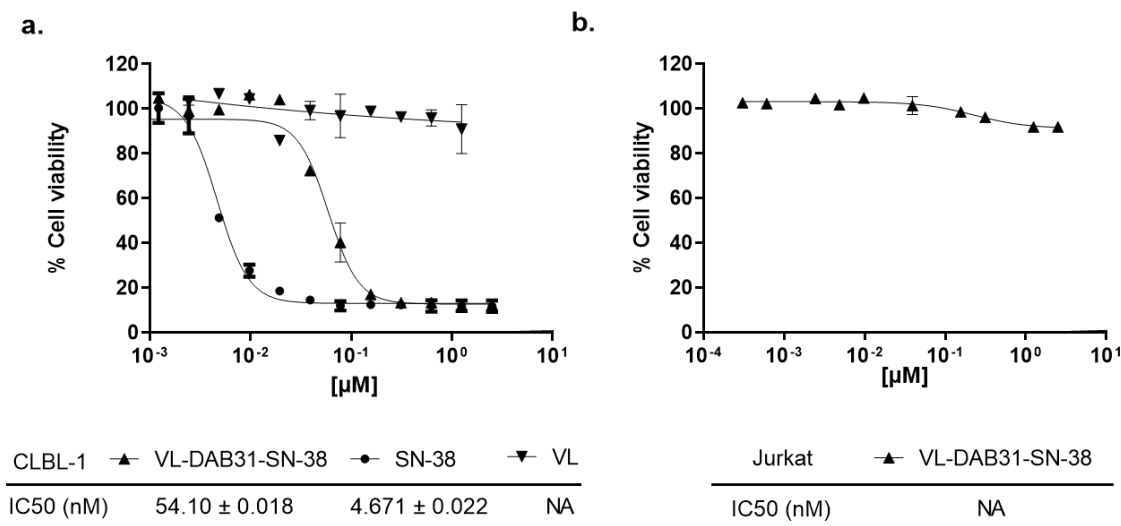 a.
% Cell viability
120
100
80
60
40
20
0
10⁻³ 10⁻² 10⁻¹ 10⁰ 10¹
[µM]
CLBL-1 VL-DAB31-SN-38 SN-38 VL
IC50 (nM) 54.10 ± 0.018 4.671 ± 0.022 NA
b.
% Cell viability
120
100
80
60
40
20
0
10⁻⁴ 10⁻³ 10⁻² 10⁻¹ 10⁰ 10¹
[µM]
Jurkat VL-DAB31-SN-38
IC50 (nM) NA